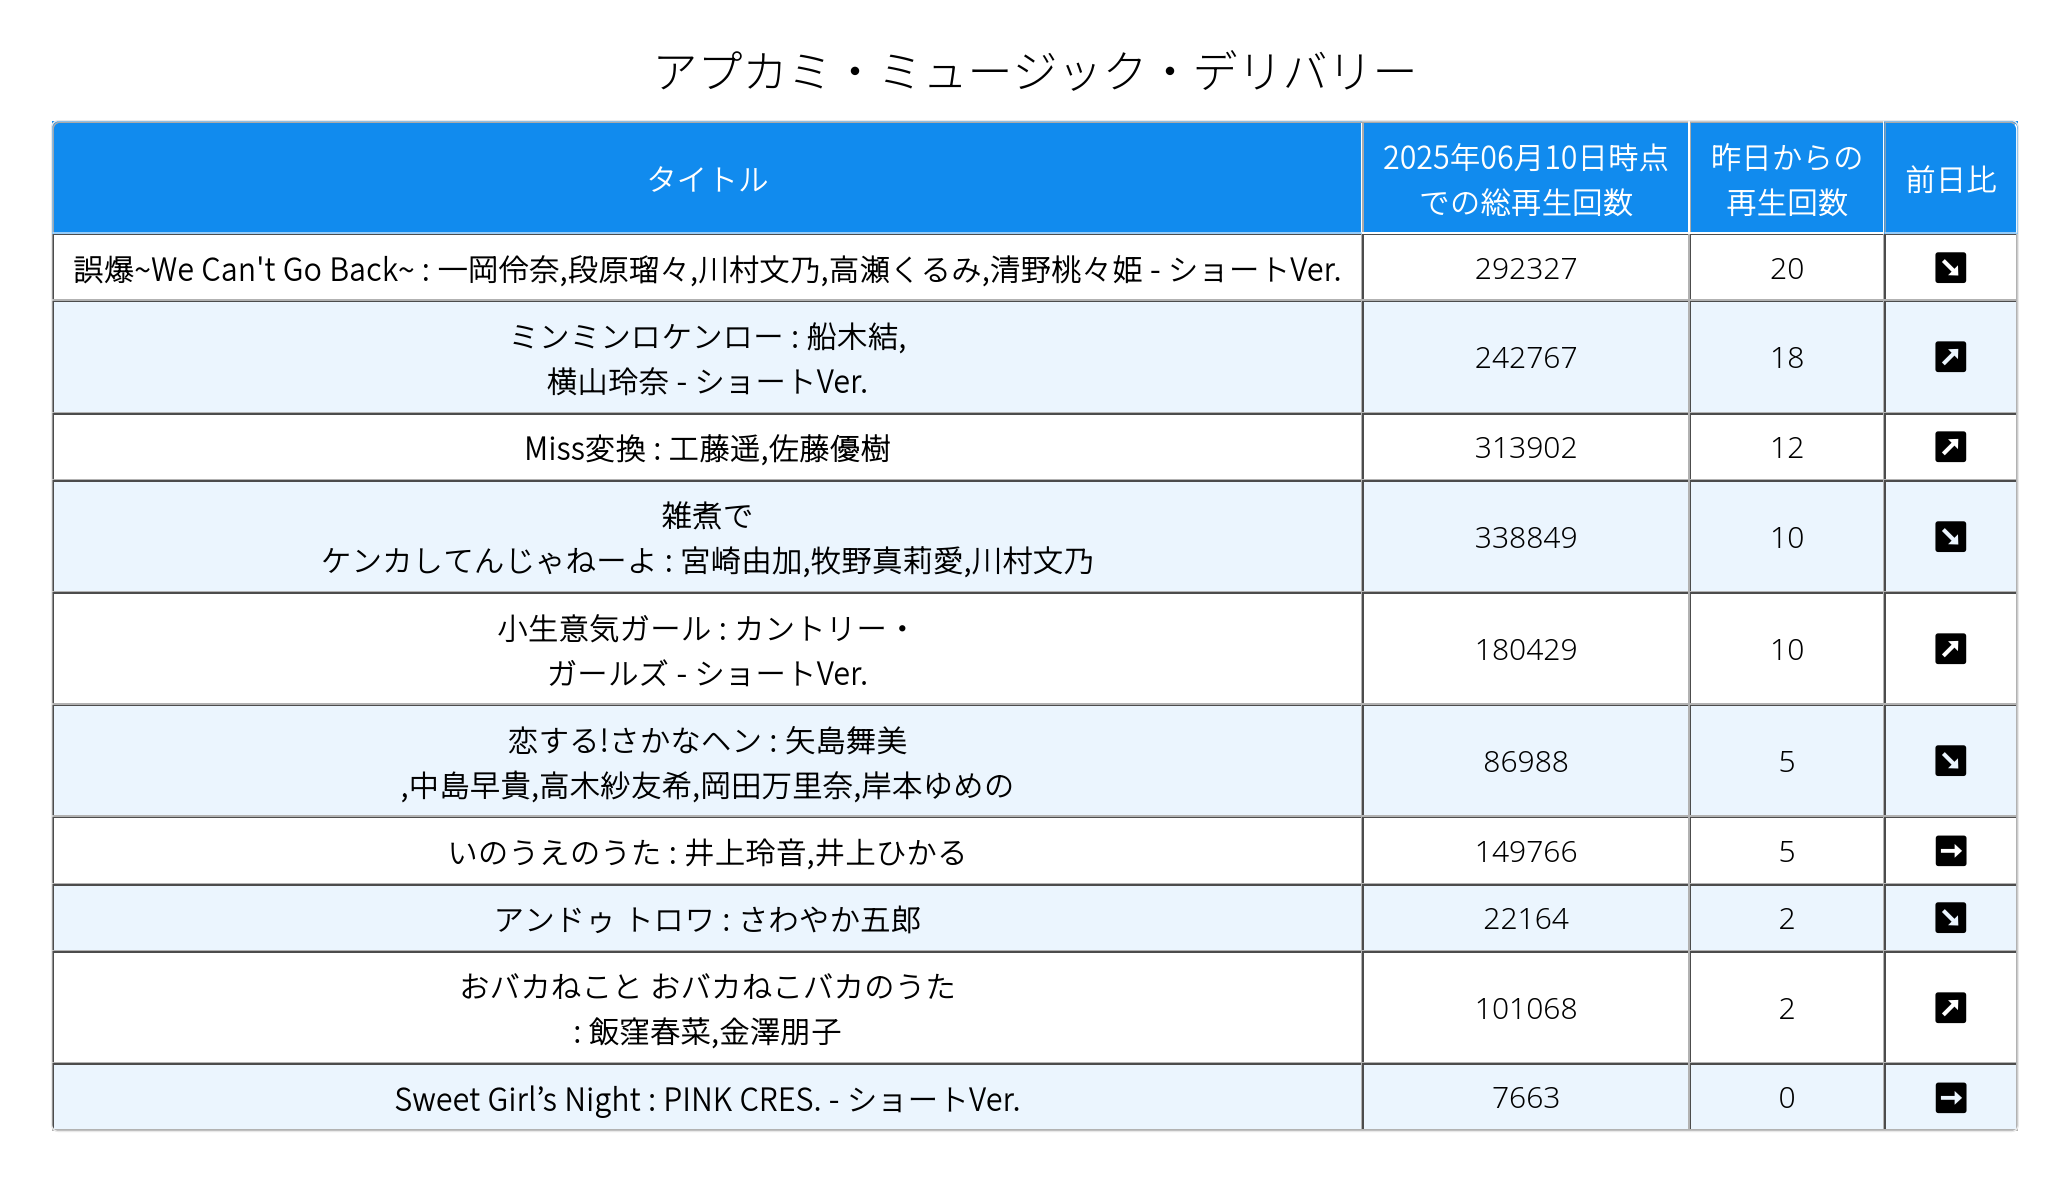 アプカミ・ミュージック・デリバリー
タイトル
2025年06月10日時点
での総再生回数
昨日からの
再生回数
前日比
誤爆~We Can't Go Back~ : 一岡伶奈,段原瑠々,川村文乃,高瀬くるみ,清野桃々姫 - ショートVer.
292327
20
↘
ミンミンロケンロー : 船木結,
横山玲奈 - ショートVer.
242767
18
↗
Miss変換 : 工藤遥,佐藤優樹
313902
12
↗
雑煮で
ケンカしてんじゃねーよ : 宮崎由加,牧野真莉愛,川村文乃
338849
10
↘
小生意気ガール : カントリー・
ガールズ - ショートVer.
180429
10
↗
恋する!さかなヘン : 矢島舞美
,中島早貴,高木紗友希,岡田万里奈,岸本ゆめの
86988
5
↘
いのうえのうた : 井上玲音,井上ひかる
149766
5
→
アンドゥ トロワ : さわやか五郎
22164
2
↘
おバカねこと おバカねこバカのうた
: 飯窪春菜,金澤朋子
101068
2
↗
Sweet Girl’s Night : PINK CRES. - ショートVer.
7663
0
→